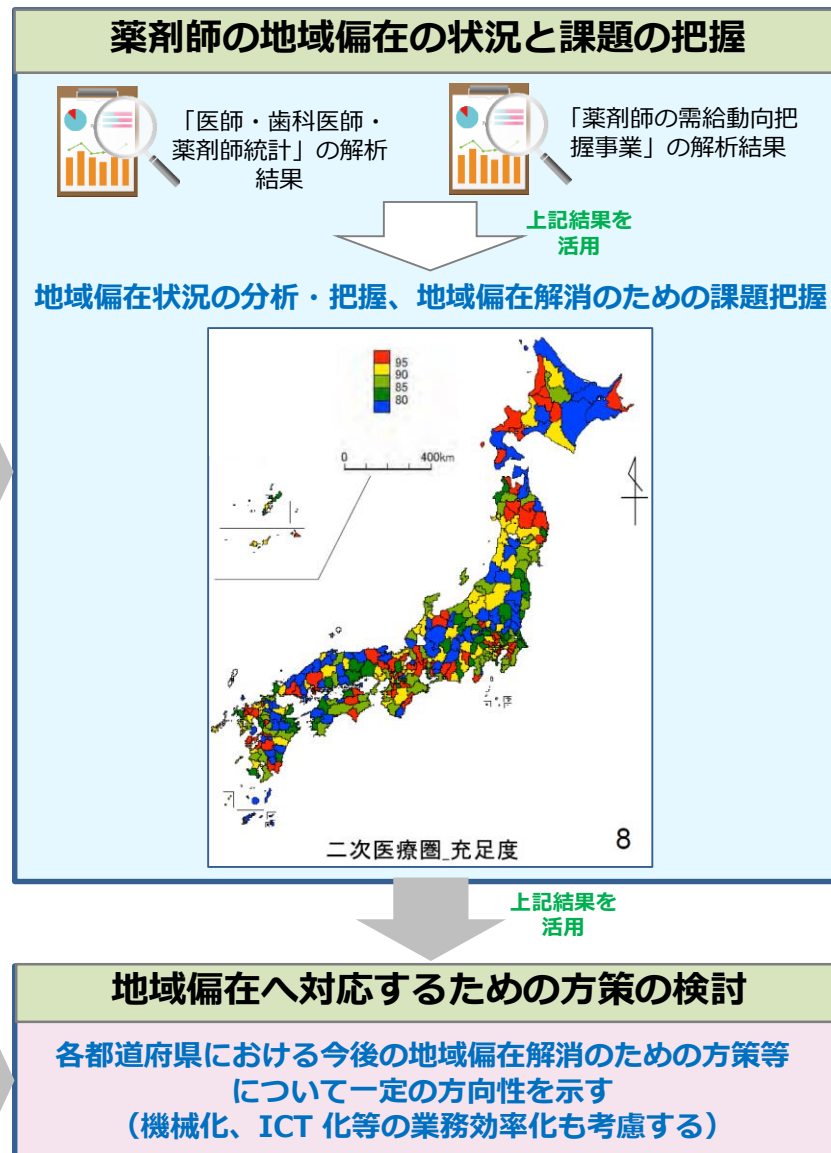 薬剤師の地域偏在の状況と課題の把握
「医師・歯科医師・
薬剤師統計」の解析
結果
「薬剤師の需給動向把
握事業」の解析結果
上記結果を
活用
地域偏在状況の分析・把握、地域偏在解消のための課題把握
95
90
85
80
0 400km
二次医療圏_充足度
8
上記結果を
活用
地域偏在へ対応するための方策の検討
各都道府県における今後の地域偏在解消のための方策等
について一定の方向性を示す
（機械化、ICT 化等の業務効率化も考慮する）